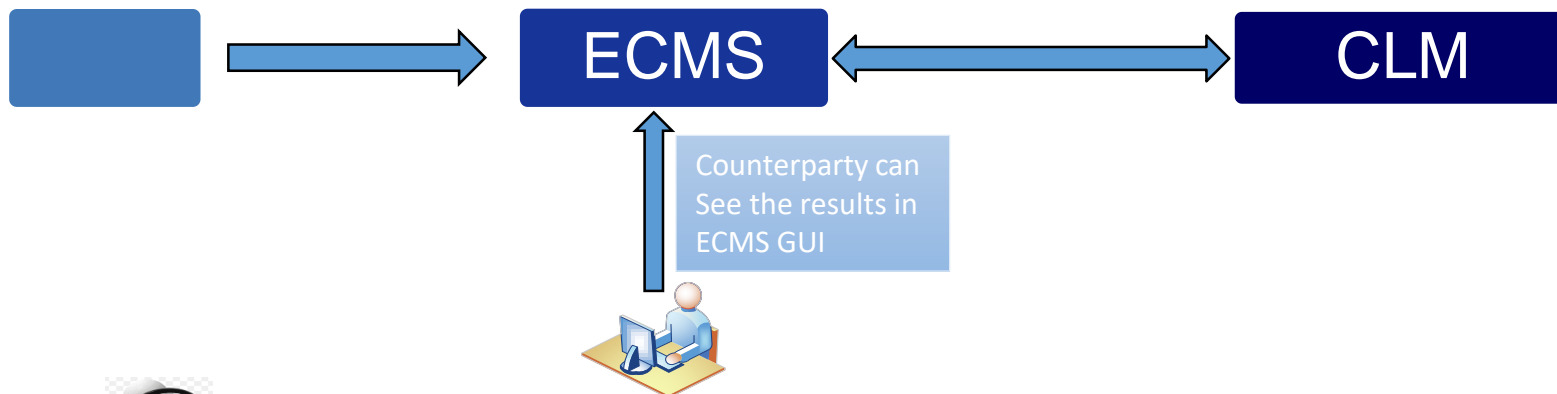 ECMS
CLM
Counterparty can
See the results in
ECMS GUI